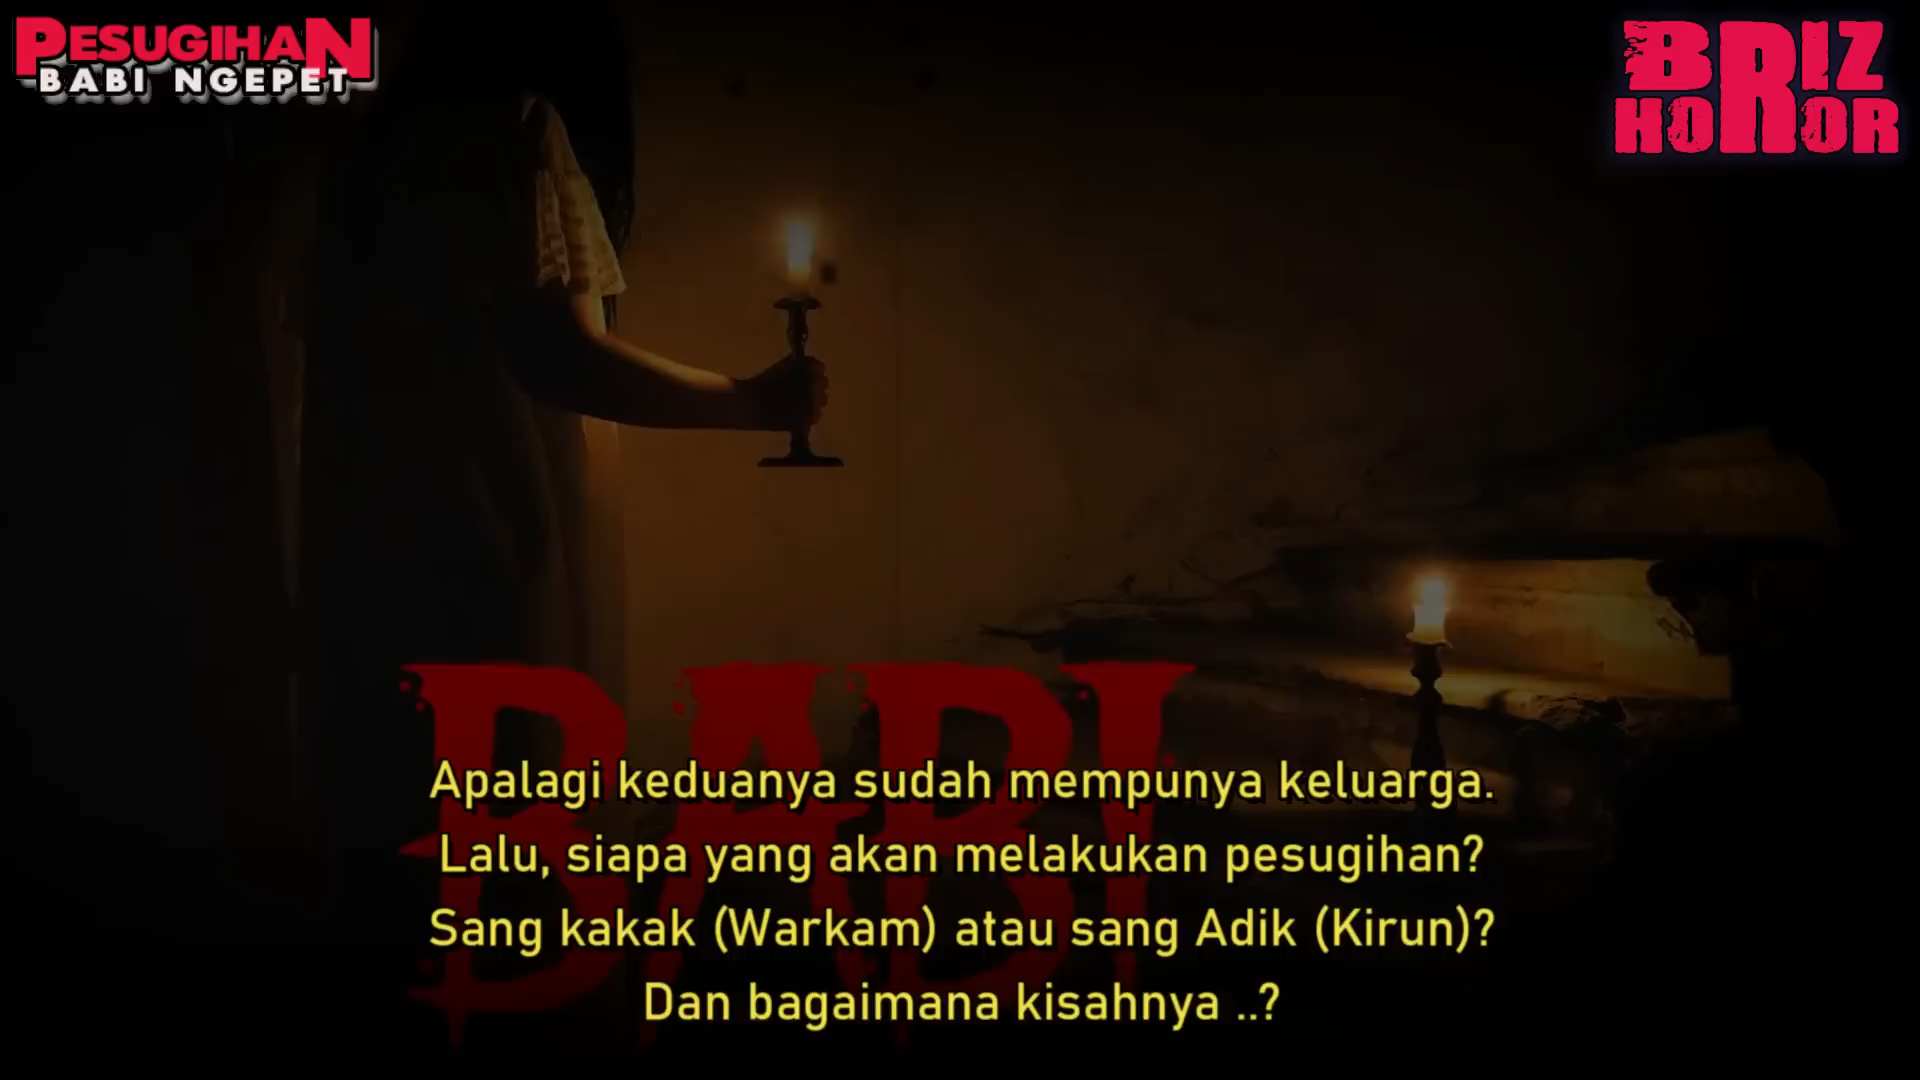 PESUGIHAN
BABI NGEPET
BRIZ
HOROR
BABI
Apalagi keduanya sudah mempunya keluarga.
Lalu, siapa yang akan melakukan pesugihan?
Sang kakak (Warkam) atau sang Adik (Kirun)?
Dan bagaimana kisahnya ..?